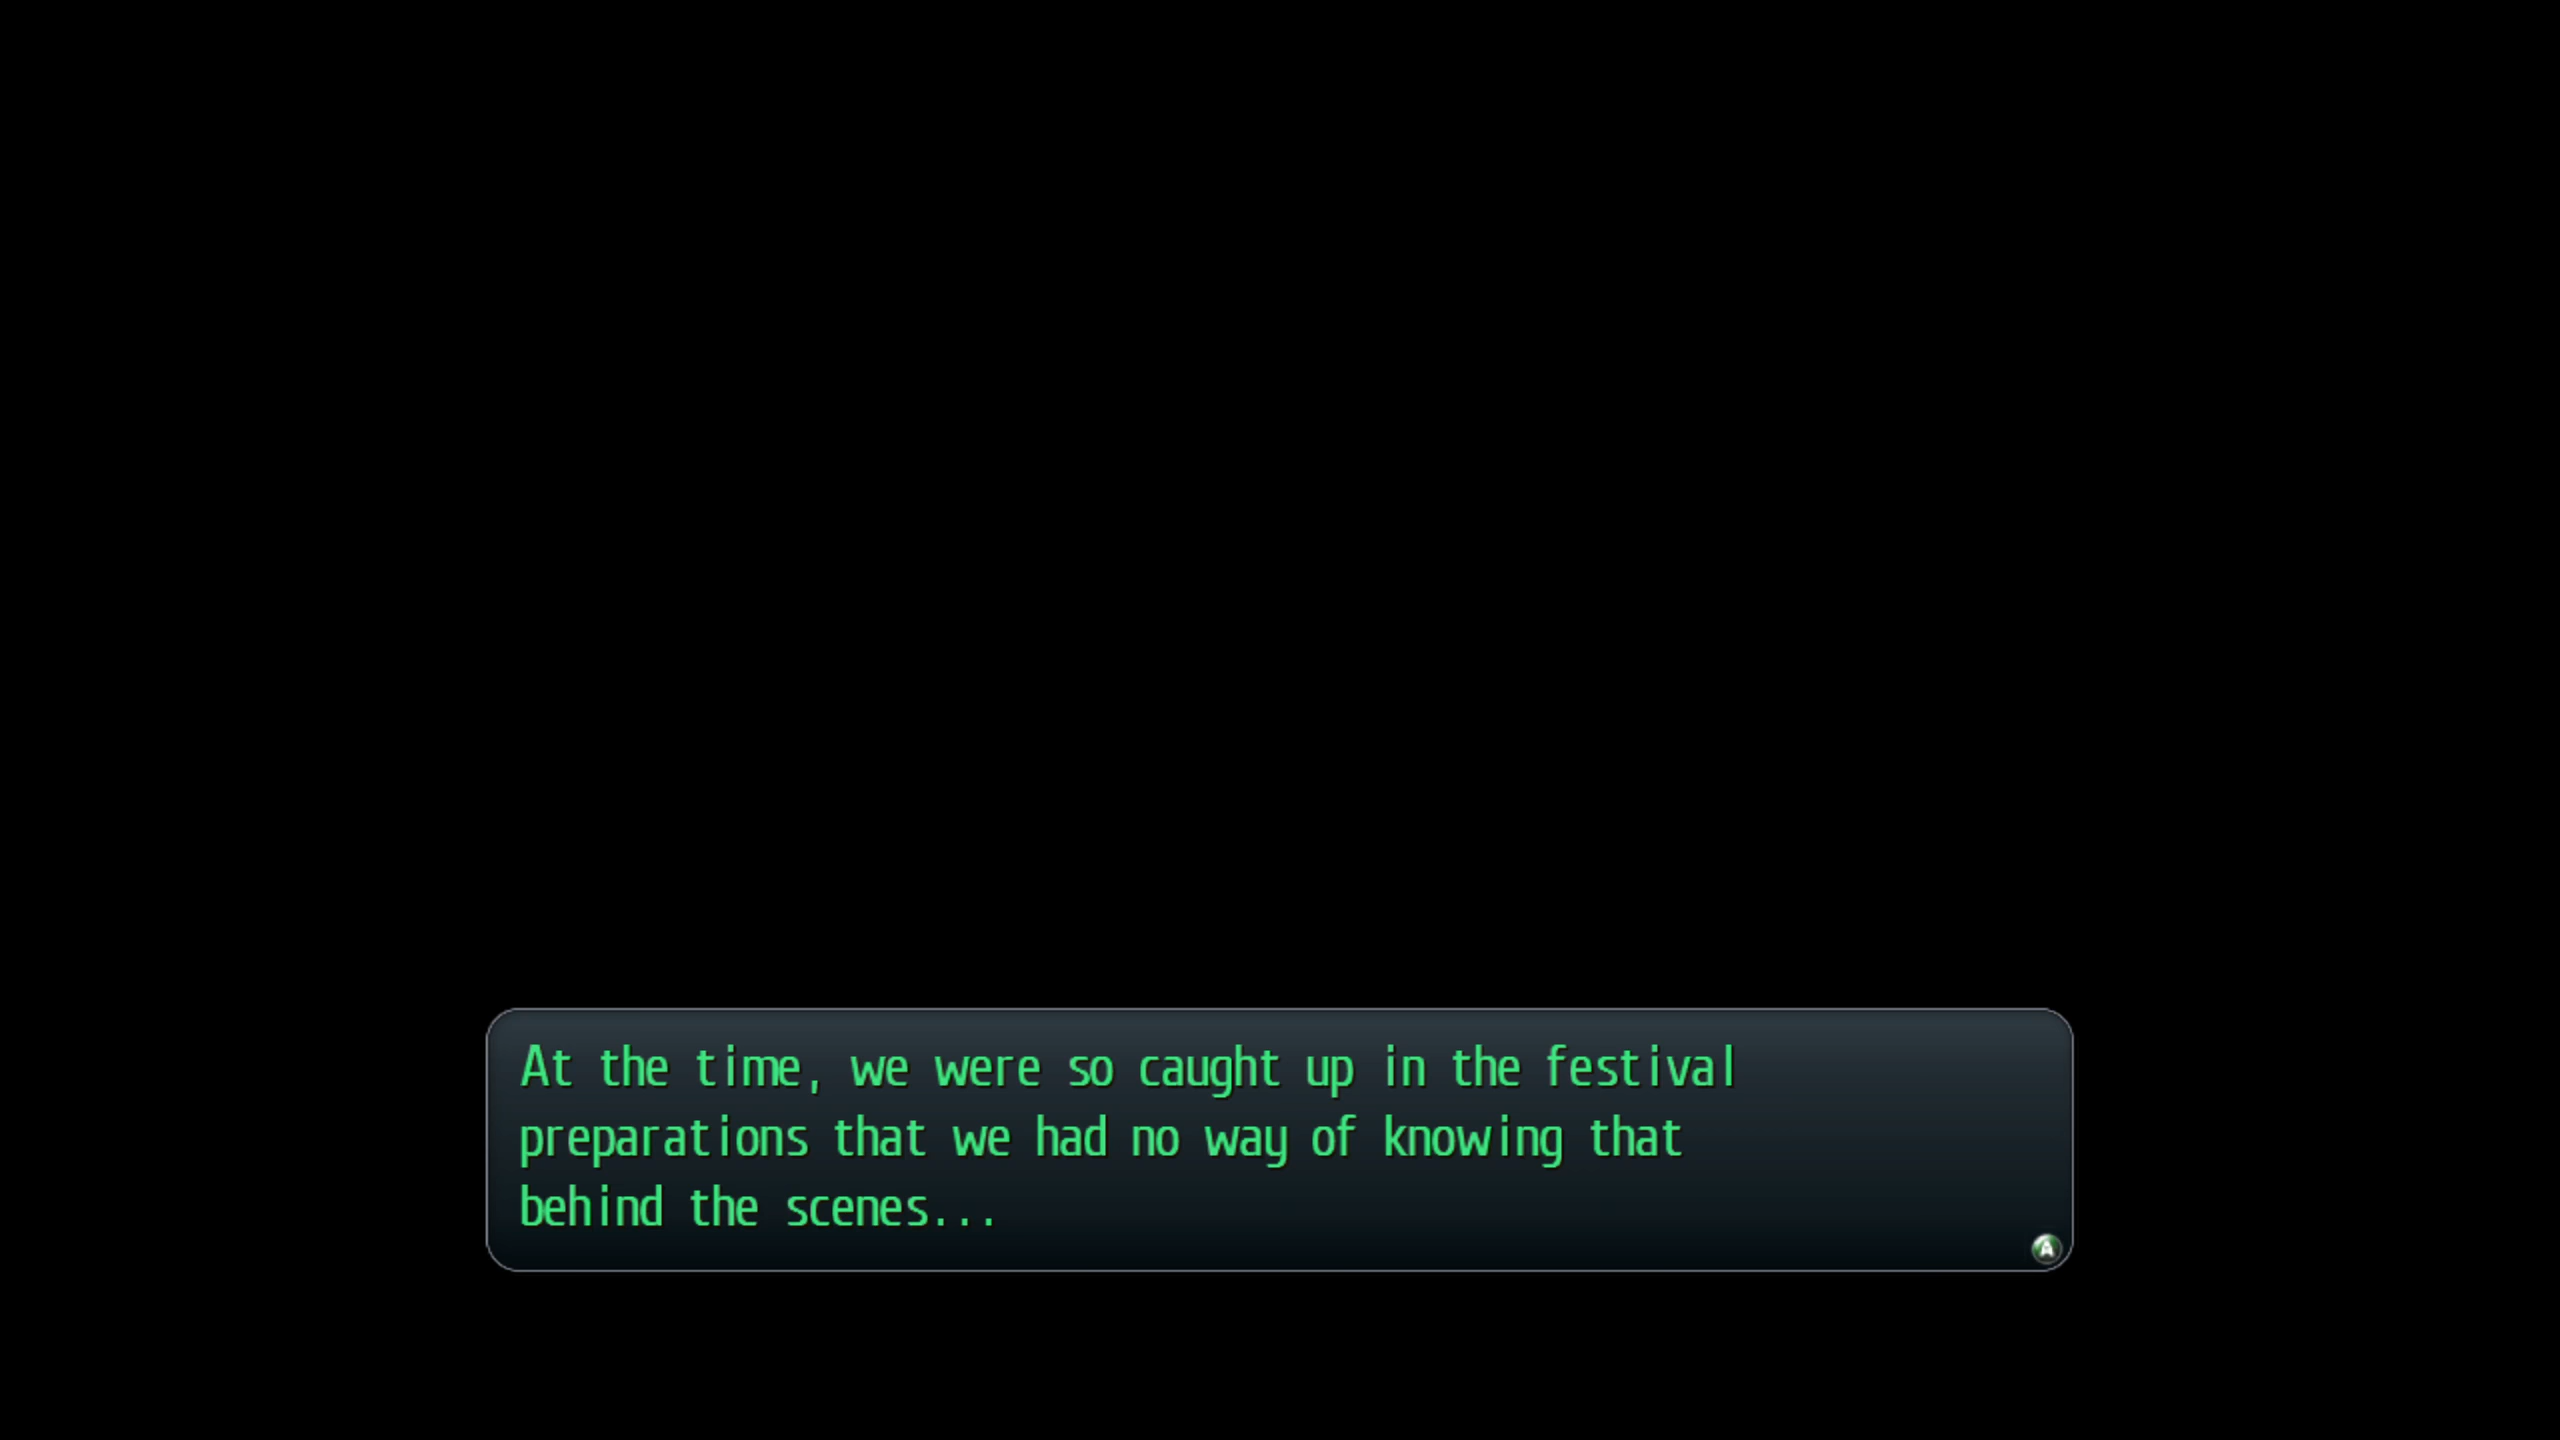 At the time, we were so caught up in the festival
preparations that we had no way of knowing that
behind the scenes...
A